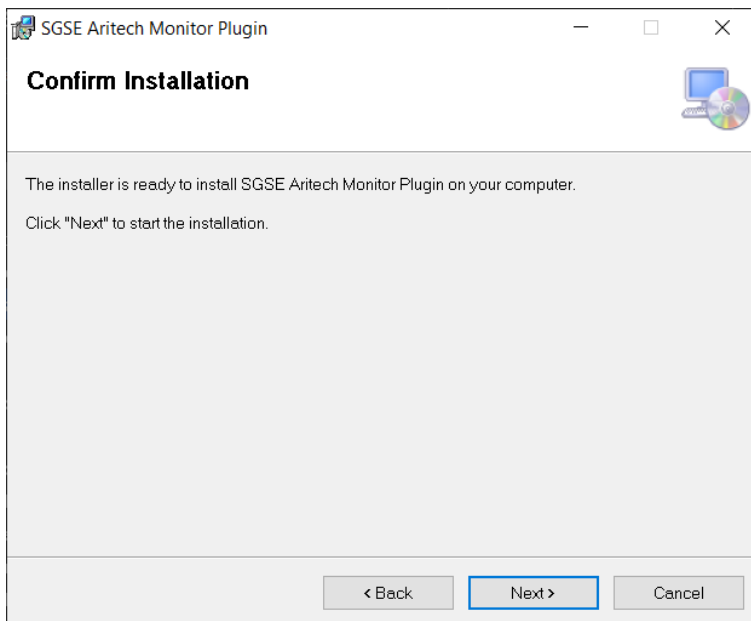 SGSE Aritech Monitor Plugin
Confirm Installation
The installer is ready to install SGSE Aritech Monitor Plugin on your computer.
Click "Next" to start the installation.
< Back
Next >
Cancel